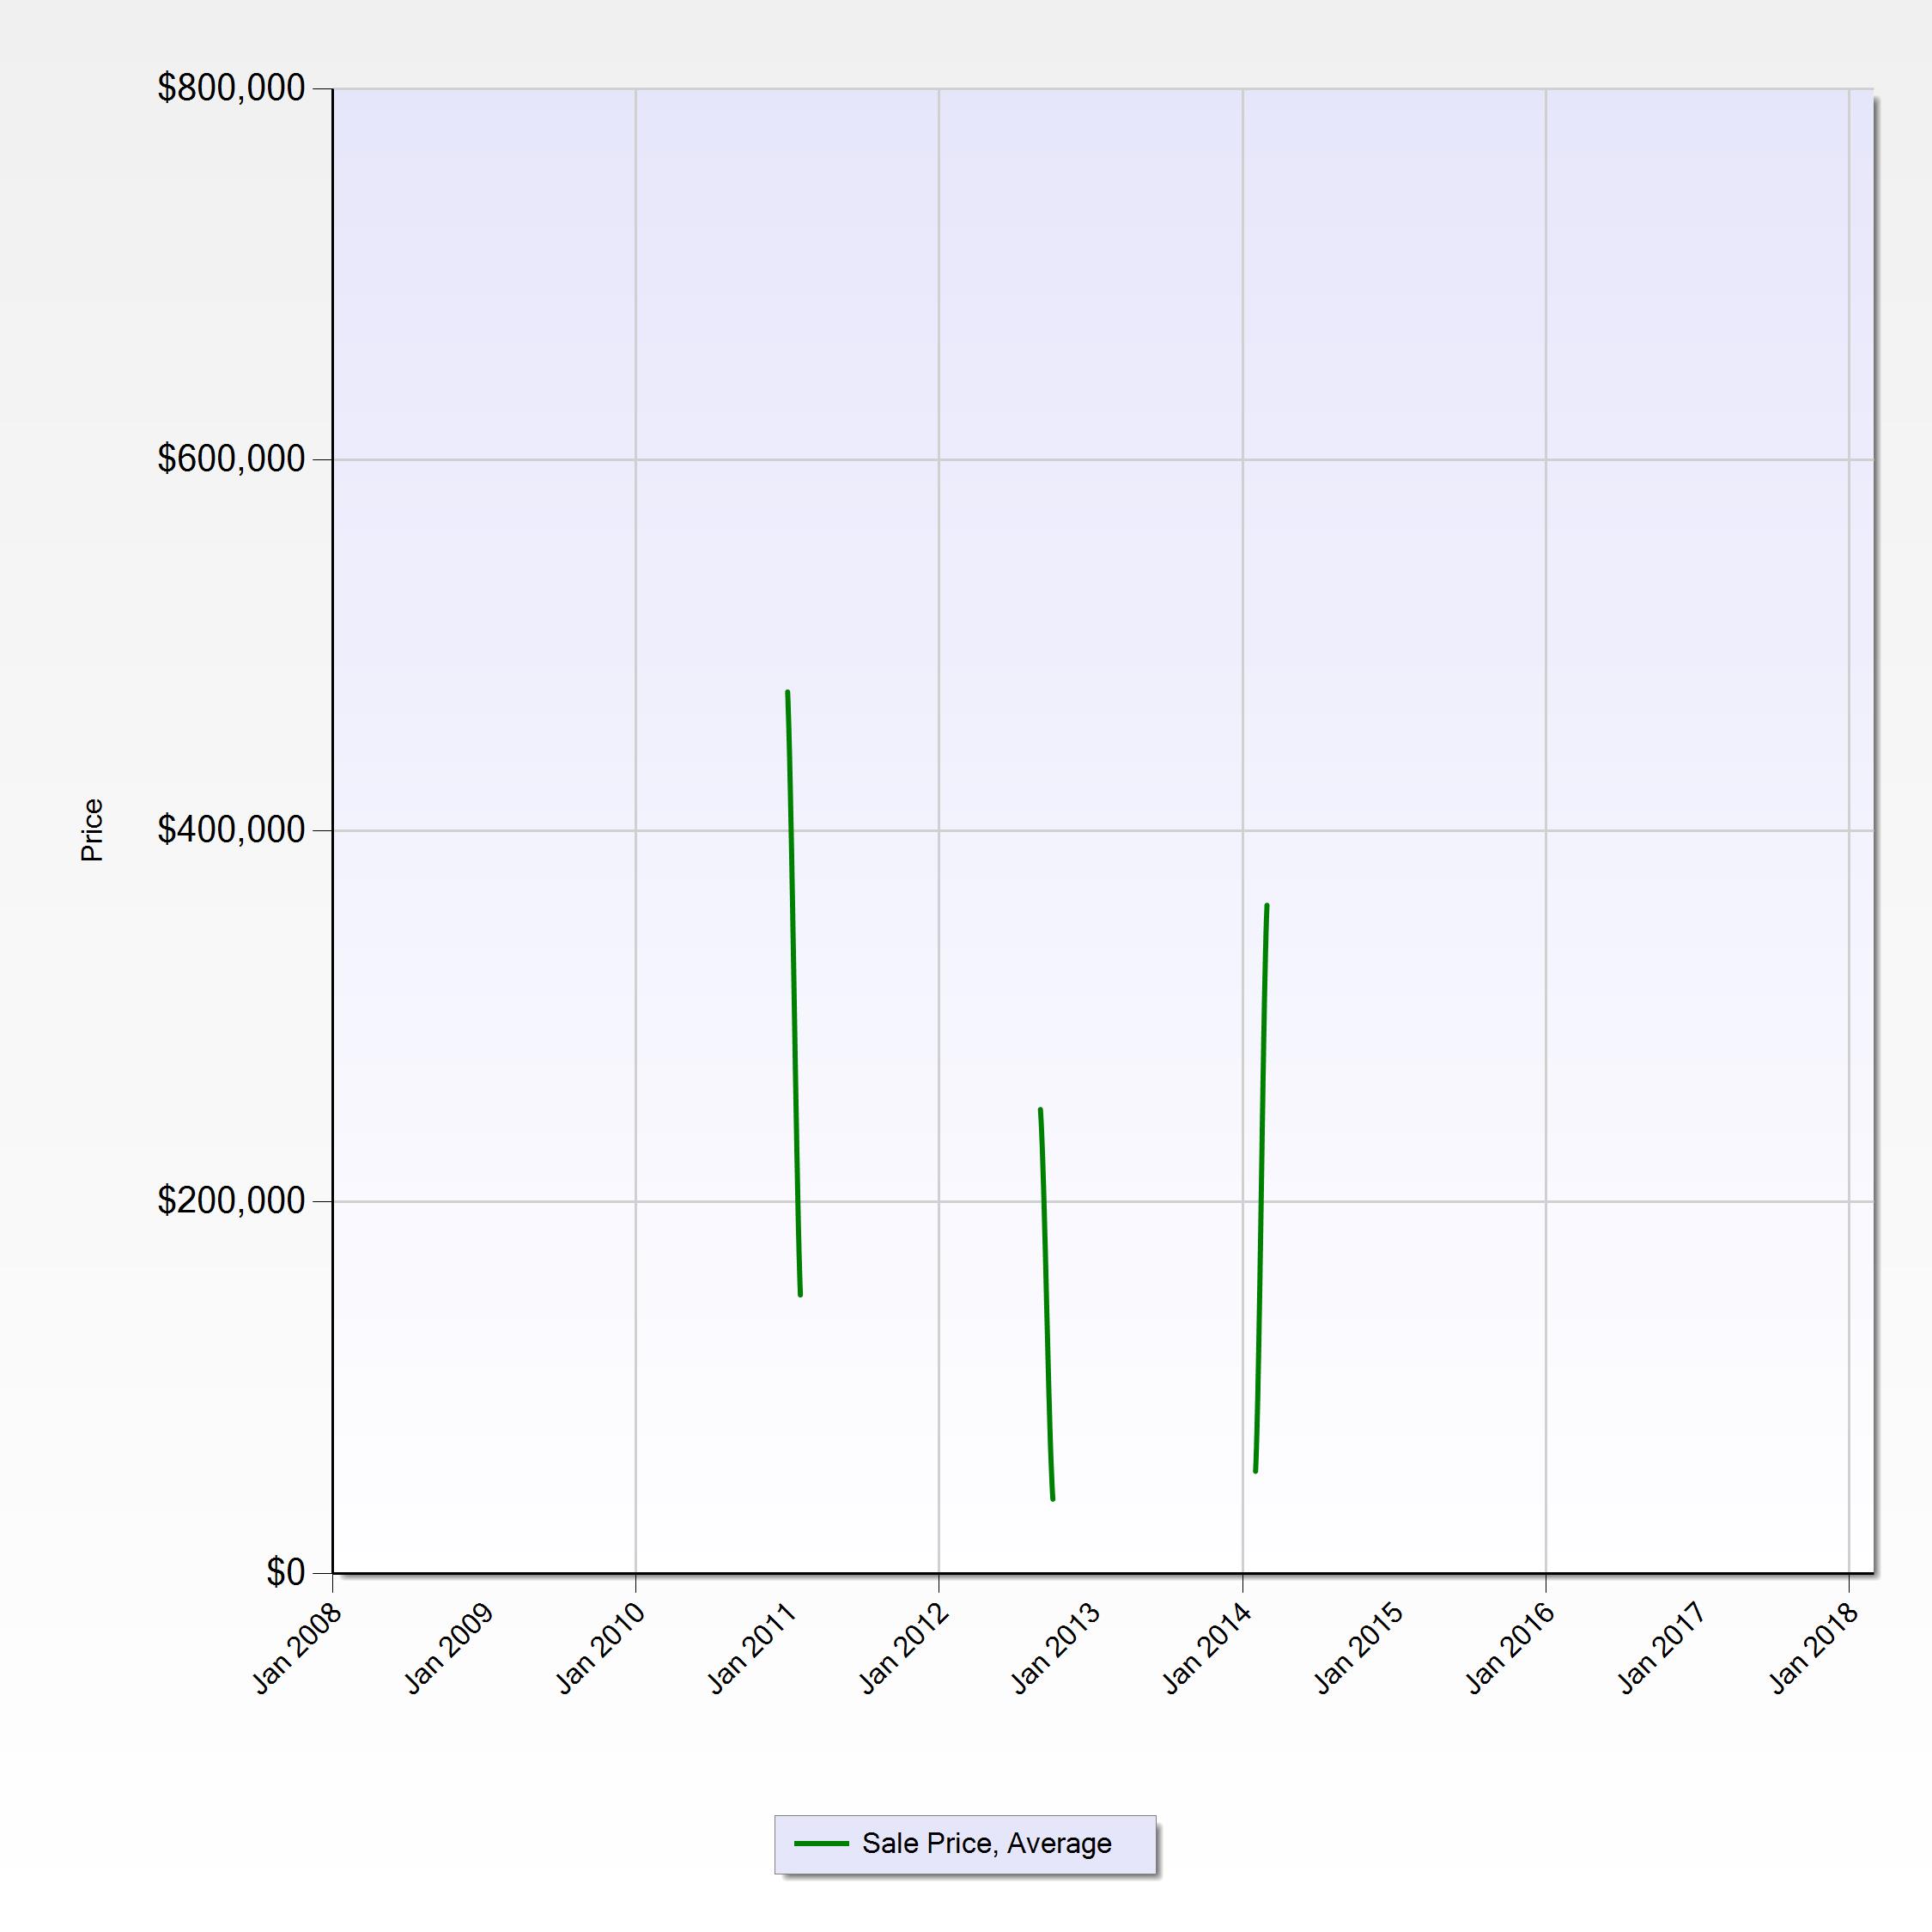 $800,000
$600,000
$400,000
$200,000
$0
Price
Jan 2008
Jan 2009
Jan 2010
Jan 2011
Jan 2012
Jan 2013
Jan 2014
Jan 2015
Jan 2016
Jan 2017
Jan 2018
Sale Price, Average